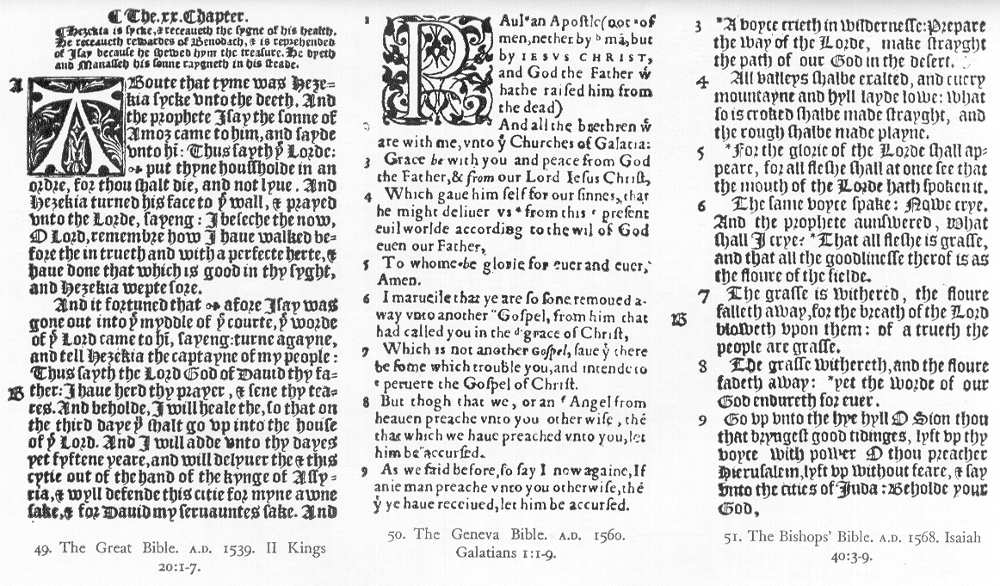 ¶ The.xx.Chapter.
¶ Hezekia is sycke, & receaueth the sygne of his health.
He receaueth rewardes of Benodach, & is reprehended
of Jsay because he shewed hym the treasure. He dyeth
and Manasseh his sonne raygneth in his steade.
A
ABoute that tyme was Heze-
kia sycke vnto the deeth. And
the prophete Jsay the sonne of
Amoz came to him, and sayde
vnto hī: Thus sayth yͤ Lorde:
put thyne houssholde in an
ordre, for thou shalt die, and not lyue. And
Hezekia turned his face to yͤ wall, & prayed
vnto the Lorde, sayeng: J beseche the now,
O Lord, remembre how J haue walked be-
fore the in trueth and with a perfecte herte, &
haue done that which is good in thy syght,
and Hezekia wepte sore.
And it fortuned that afore Jsay was
gone out into yͤ myddle of yͤ courte, yͤ worde
of yͤ Lord came to hī, sayeng: turne agayne,
and tell Hezekia the captayne of my people:
Thus sayth the Lord God of Dauid thy fa-
B
ther: J haue herd thy prayer, & sene thy tea-
res. And beholde, J will heale the, so that on
the third daye yͧ shalt go vp into the house
of yͤ Lord. And J will adde vnto thy dayes
yet fyftene yeare, and will delyuer the & this
cytie out of the hand of the kynge of Assy-
ria, & wyll defende this citie for myne awne
sake, & for Dauid my seruauntes sake. And
49. The Great Bible. A.D. 1539. II Kings
20:1-7.
1 PAul ᵃan Apostle (not ᵃof
men, nether by ᵇ mā, but
by IESVS CHRIST,
and God the Father wͨ
hathe raised him from
the dead)
And all the brethren wͨ
are with me, vnto yͤ Churches of Galatia:
3 Grace be with you and peace from God
the Father, & from our Lord Iesus Christ,
4 Which gaue him self for our sinnes, that
he might deliuer vs * from this ᶜ present
euil worlde according to the wil of God
euen our Father,
5 To whome be glorie for euer and euer,
Amen.
6 I marueile that ye are so sone remoued a-
way vnto another "Gospel, from him that
had called you in the ᵈ grace of Christ,
7 Which is not another Gospel, saue yͭ there
be some which trouble you, and intende to
ᵉ peruere the Gospel of Christ.
8 But thogh that we, or an ᶠ Angel from
heauen preache vnto you otherwise, thē
that which we haue preached vnto you, let
him be accursed.
9 As we said before, so say I now againe, If
anie man preache vnto you otherwise, thē
yͭ ye haue receiued, let him be accursed.
50. The Geneva Bible. A.D. 1560.
Galatians 1:1-9.
3 *A voyce crieth in wildernesse: Prepare
the way of the Lorde, make strayght
the path of our God in the desert.
4 All valleys shalbe exalted, and euery
mountayne and hyll layde lowe: what
so is croked shalbe made strayght, and
the rough shalbe made playne.
5 *For the glorie of the Lorde shall ap-
peare, for all fleshe shall at once see that
the mouth of the Lorde hath spoken it.
6 The same voyce spake: Nowe crye.
And the prophete aunswered, What
shall J crye? *That all fleshe is grasse,
and that all the goodlinesse therof is as
the floure of the fielde.
7 The grasse is withered, the floure
falleth away, for the breath of the Lord
B
bloweth vpon them: of a trueth the
people are grasse.
8 The grasse withereth, and the floure
fadeth away: *yet the worde of our
God endureth for euer.
9 Go vp vnto the hye hyll O Sion thou
that bryngest good tidinges, lyft vp thy
voyce with power O thou preacher
Hierusalem, lyft vp without feare, & say
vnto the cities of Juda: Beholde your
God,
51. The Bishops' Bible. A.D. 1568. Isaiah
40:3-9.